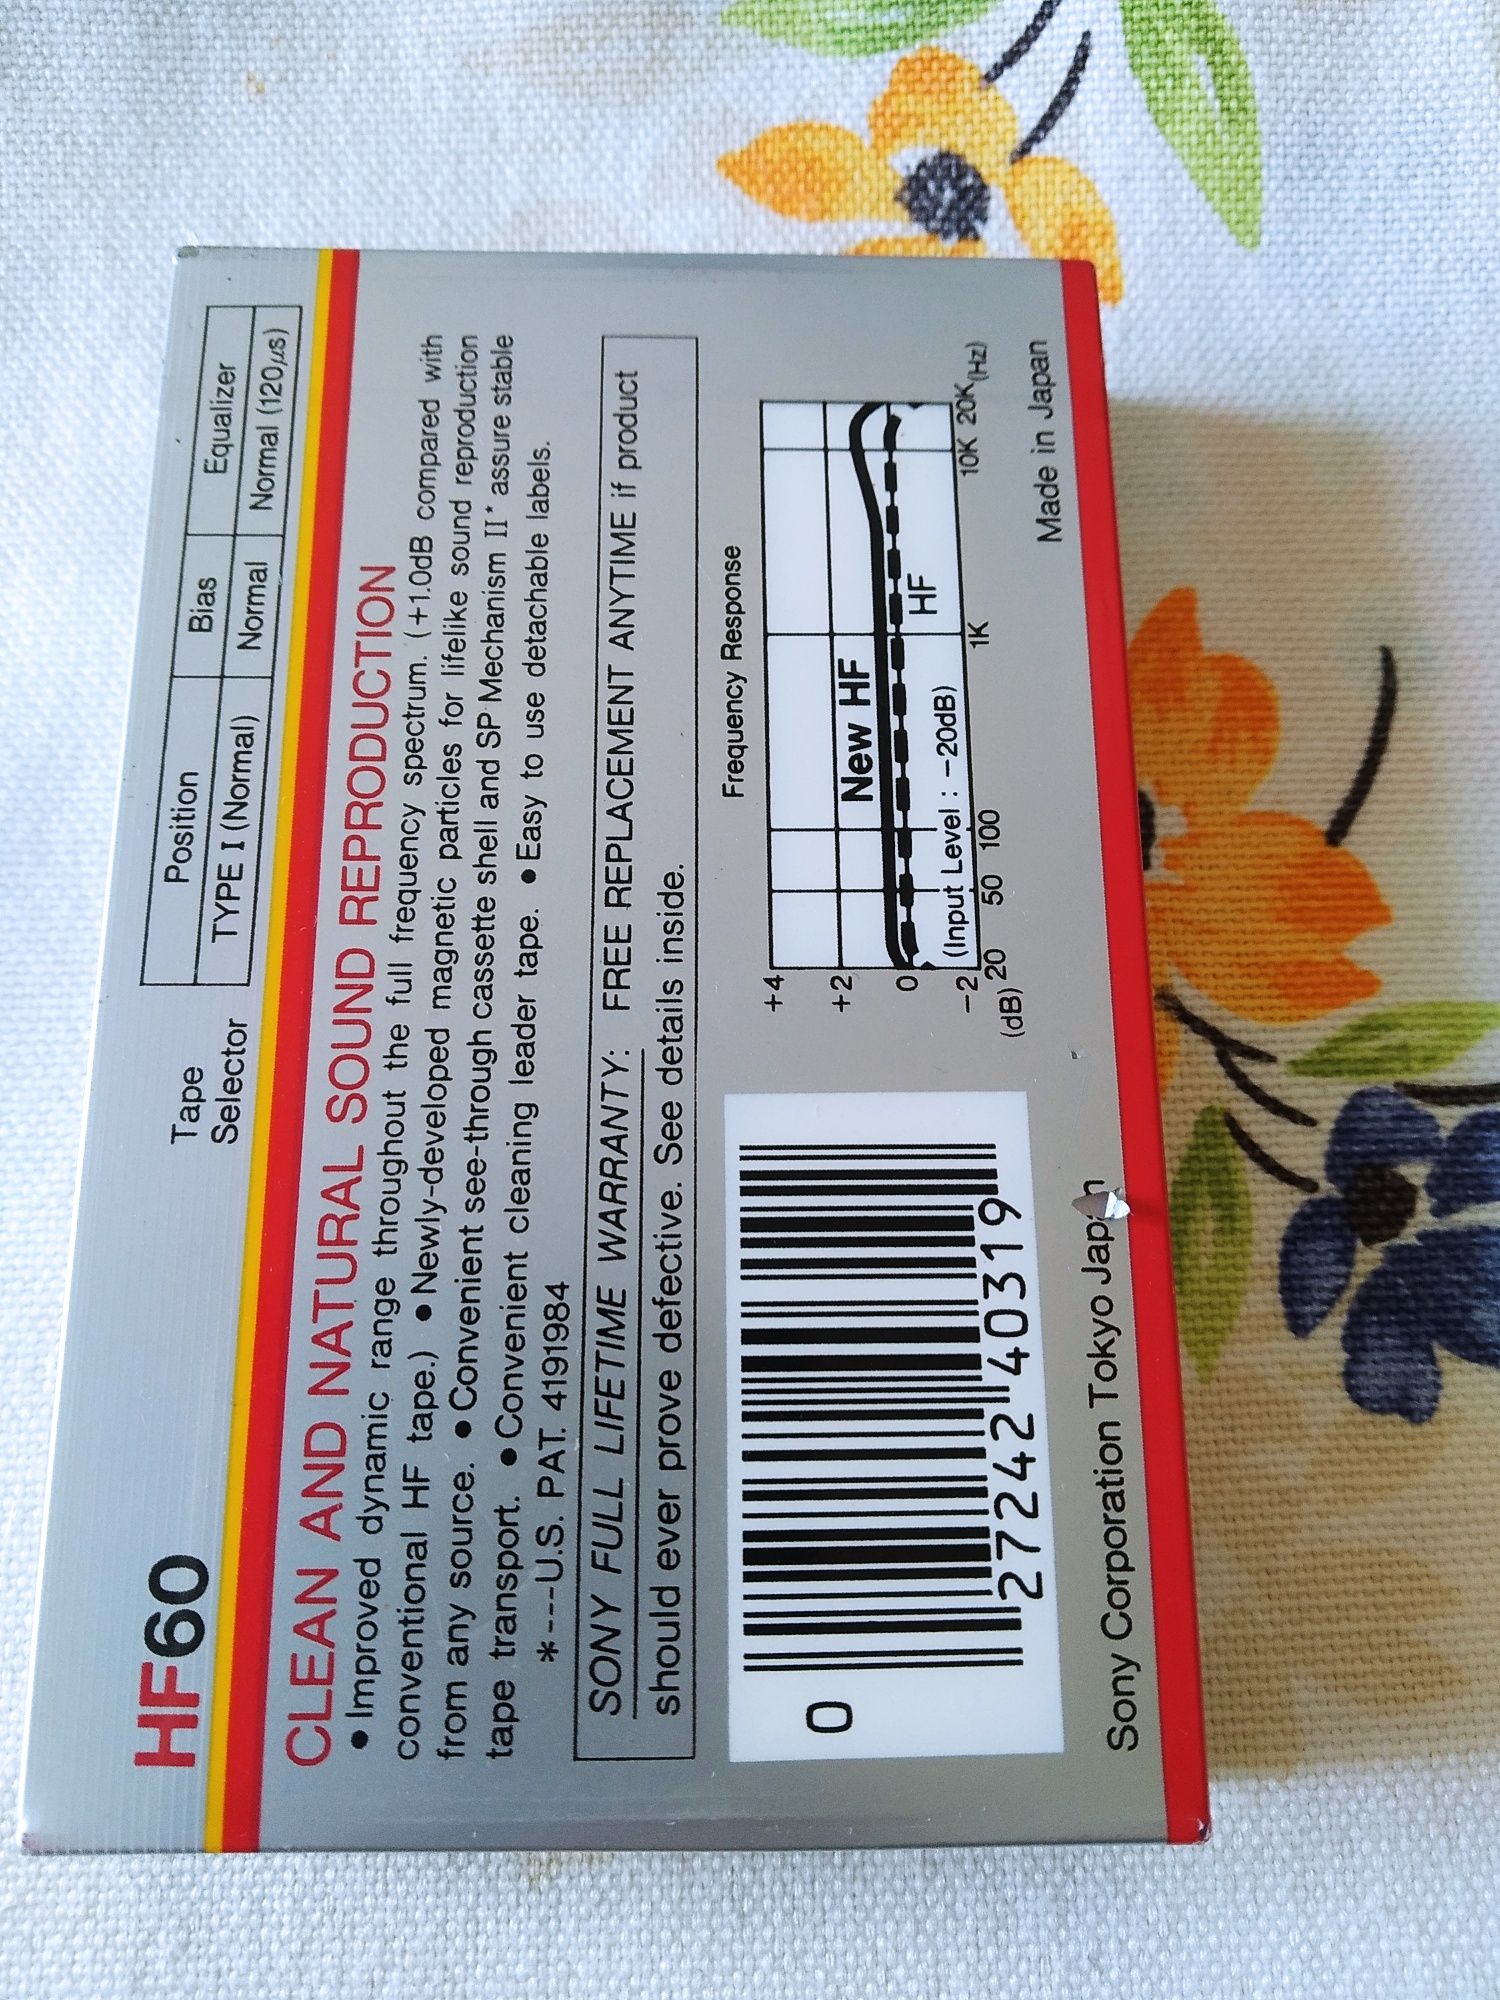 HF60
Tape
Selector
Position Bias Equalizer
TYPE I (Normal) Normal Normal (120μs)
CLEAN AND NATURAL SOUND REPRODUCTION
● Improved dynamic range throughout the full frequency spectrum. (+1.0dB compared with
conventional HF tape.) ● Newly-developed magnetic particles for lifelike sound reproduction
from any source. ● Convenient see-through cassette shell and SP Mechanism II* assure stable
tape transport. ● Convenient cleaning leader tape. ● Easy to use detachable labels.
*---U.S. PAT. 4191984
SONY FULL LIFETIME WARRANTY: FREE REPLACEMENT ANYTIME if product
should ever prove defective. See details inside.
0 27242 40319
Frequency Response
+4
+2
0
-2
(dB)
New HF
HF
(Input Level : -20dB)
20 50 100 1K 10K 20K (Hz)
Sony Corporation Tokyo Japan
Made in Japan